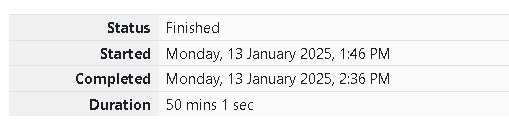 Status Finished
Started Monday, 13 January 2025, 1:46 PM
Completed Monday, 13 January 2025, 2:36 PM
Duration 50 mins 1 sec